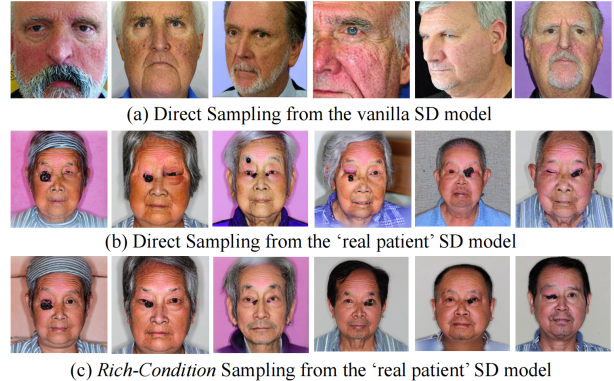 (a) Direct Sampling from the vanilla SD model
(b) Direct Sampling from the ‘real patient’ SD model
(c) Rich-Condition Sampling from the ‘real patient’ SD model